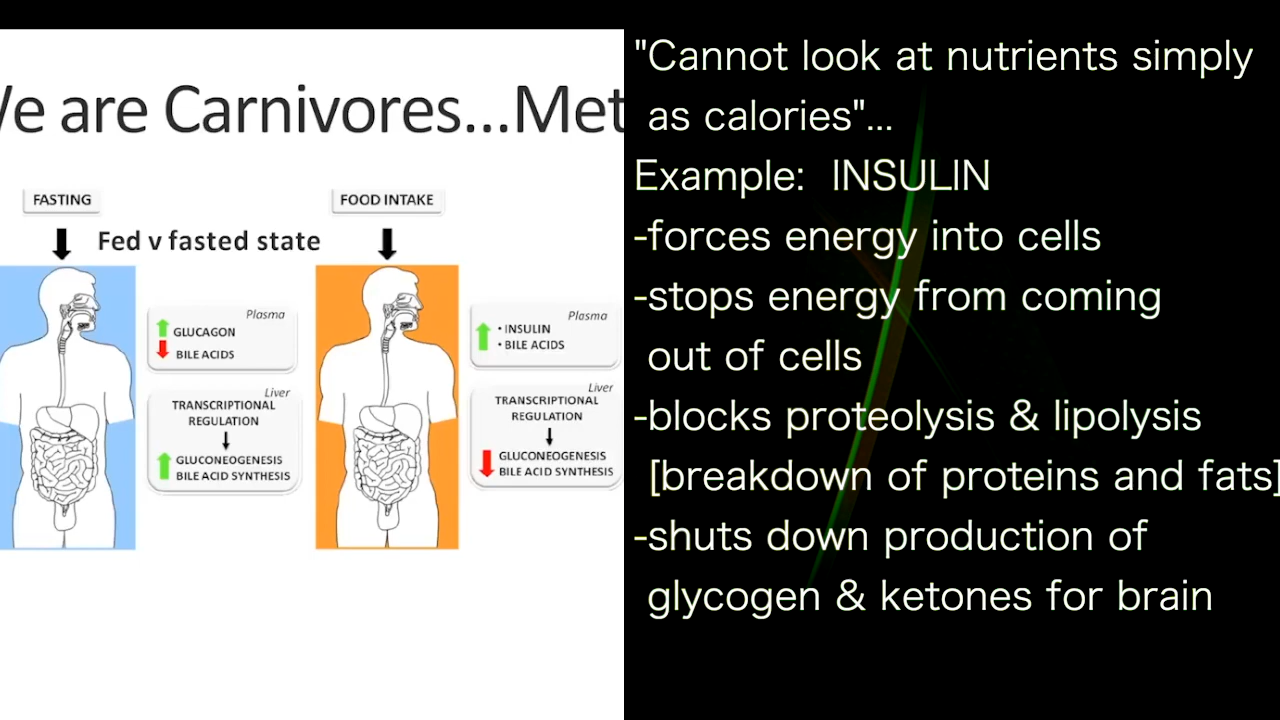 "Cannot look at nutrients simply
as calories"...
Example: INSULIN
-forces energy into cells
-stops energy from coming
out of cells
-blocks proteolysis & lipolysis
[breakdown of proteins and fats]
-shuts down production of
glycogen & ketones for brain
We are Carnivores...Met
FASTING
FOOD INTAKE
Fed v fasted state
Plasma
GLUCAGON
BILE ACIDS
Liver
TRANSCRIPTIONAL
REGULATION
GLUCONEOGENESIS
BILE ACID SYNTHESIS
Plasma
• INSULIN
• BILE ACIDS
Liver
TRANSCRIPTIONAL
REGULATION
GLUCONEOGENESIS
BILE ACID SYNTHESIS